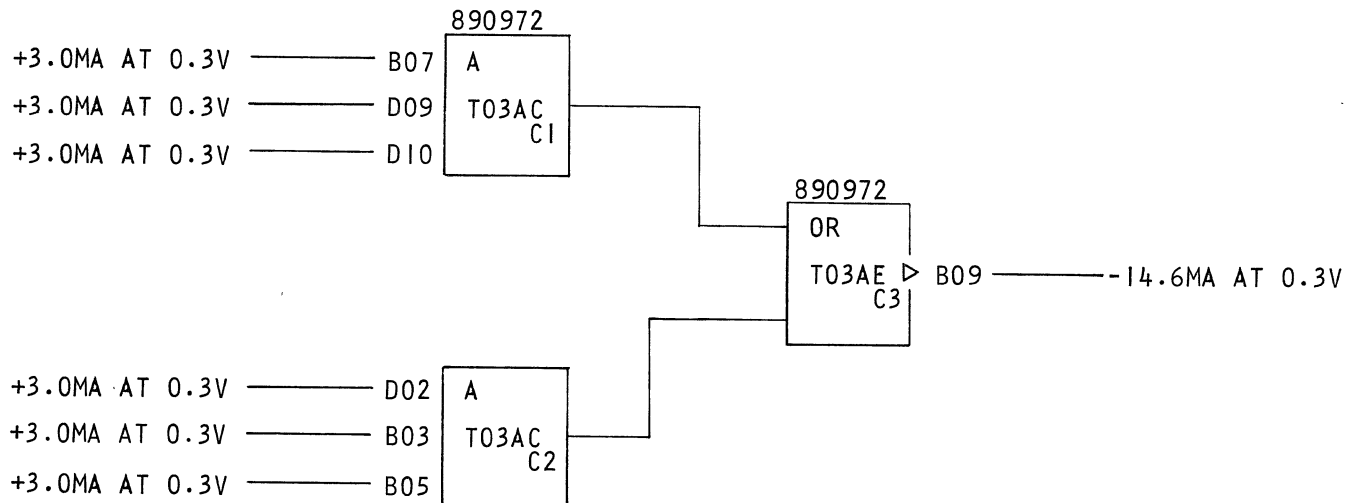 890972
+3.0MA AT 0.3V B07 A
+3.0MA AT 0.3V D09 T03AC
C1
+3.0MA AT 0.3V D10
890972
OR
T03AE B09 -14.6MA AT 0.3V
C3
+3.0MA AT 0.3V D02 A
+3.0MA AT 0.3V B03 T03AC
C2
+3.0MA AT 0.3V B05